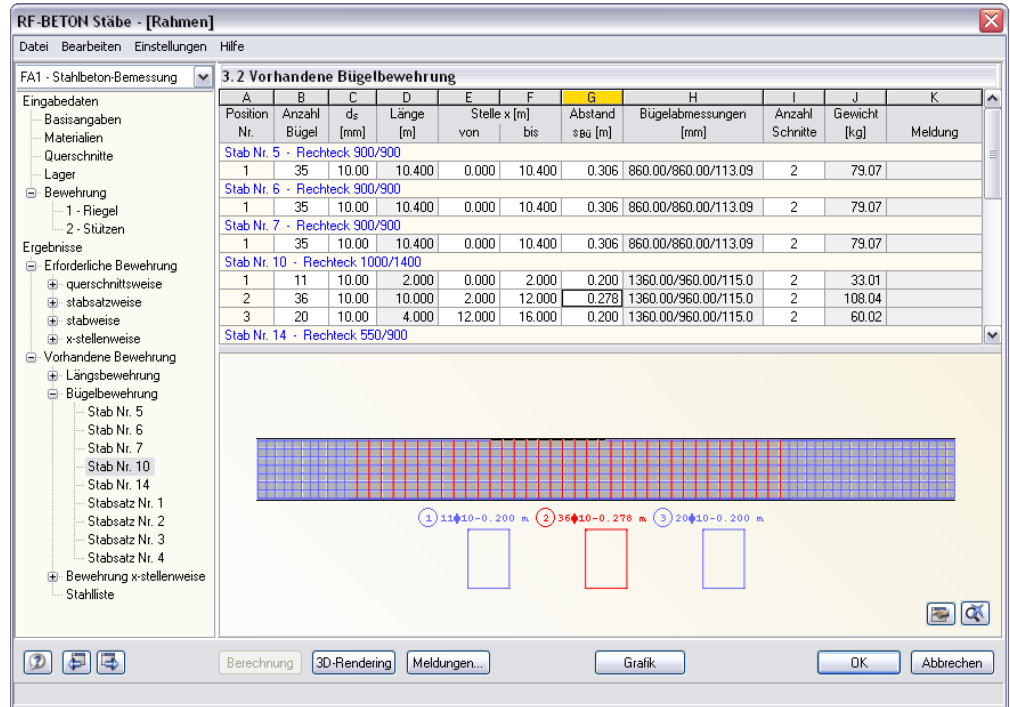 RF-BETON Stäbe - [Rahmen]
Datei Bearbeiten Einstellungen Hilfe
FA1 - Stahlbeton-Bemessung
Eingabedaten
Basisangaben
Materialien
Querschnitte
Lager
Bewehrung
1 - Riegel
2 - Stützen
Ergebnisse
Erforderliche Bewehrung
querschnittsweise
stabsatzweise
stabweise
x-stellenweise
Vorhandene Bewehrung
Längsbewehrung
Bügelbewehrung
Stab Nr. 5
Stab Nr. 6
Stab Nr. 7
Stab Nr. 10
Stab Nr. 14
Stabsatz Nr. 1
Stabsatz Nr. 2
Stabsatz Nr. 3
Stabsatz Nr. 4
Bewehrung x-stellenweise
Stahlliste
3.2 Vorhandene Bügelbewehrung
A B C D E F G H I J K
Position Anzahl ds Länge Stelle x [m] Abstand Bügelabmessungen Anzahl Gewicht
Nr. Bügel [mm] [m] von bis sBü [m] [mm] Schnitte [kg] Meldung
Stab Nr. 5 - Rechteck 900/900
1 35 10.00 10.400 0.000 10.400 0.306 860.00/860.00/113.09 2 79.07
Stab Nr. 6 - Rechteck 900/900
1 35 10.00 10.400 0.000 10.400 0.306 860.00/860.00/113.09 2 79.07
Stab Nr. 7 - Rechteck 900/900
1 35 10.00 10.400 0.000 10.400 0.306 860.00/860.00/113.09 2 79.07
Stab Nr. 10 - Rechteck 1000/1400
1 11 10.00 2.000 0.000 2.000 0.200 1360.00/960.00/115.0 2 33.01
2 36 10.00 10.000 2.000 12.000 0.278 1360.00/960.00/115.0 2 108.04
3 20 10.00 4.000 12.000 16.000 0.200 1360.00/960.00/115.0 2 60.02
Stab Nr. 14 - Rechteck 550/900
1 11ϕ10-0.200 m 2 36ϕ10-0.278 m 3 20ϕ10-0.200 m
Berechnung 3D-Rendering Meldungen... Grafik OK Abbrechen